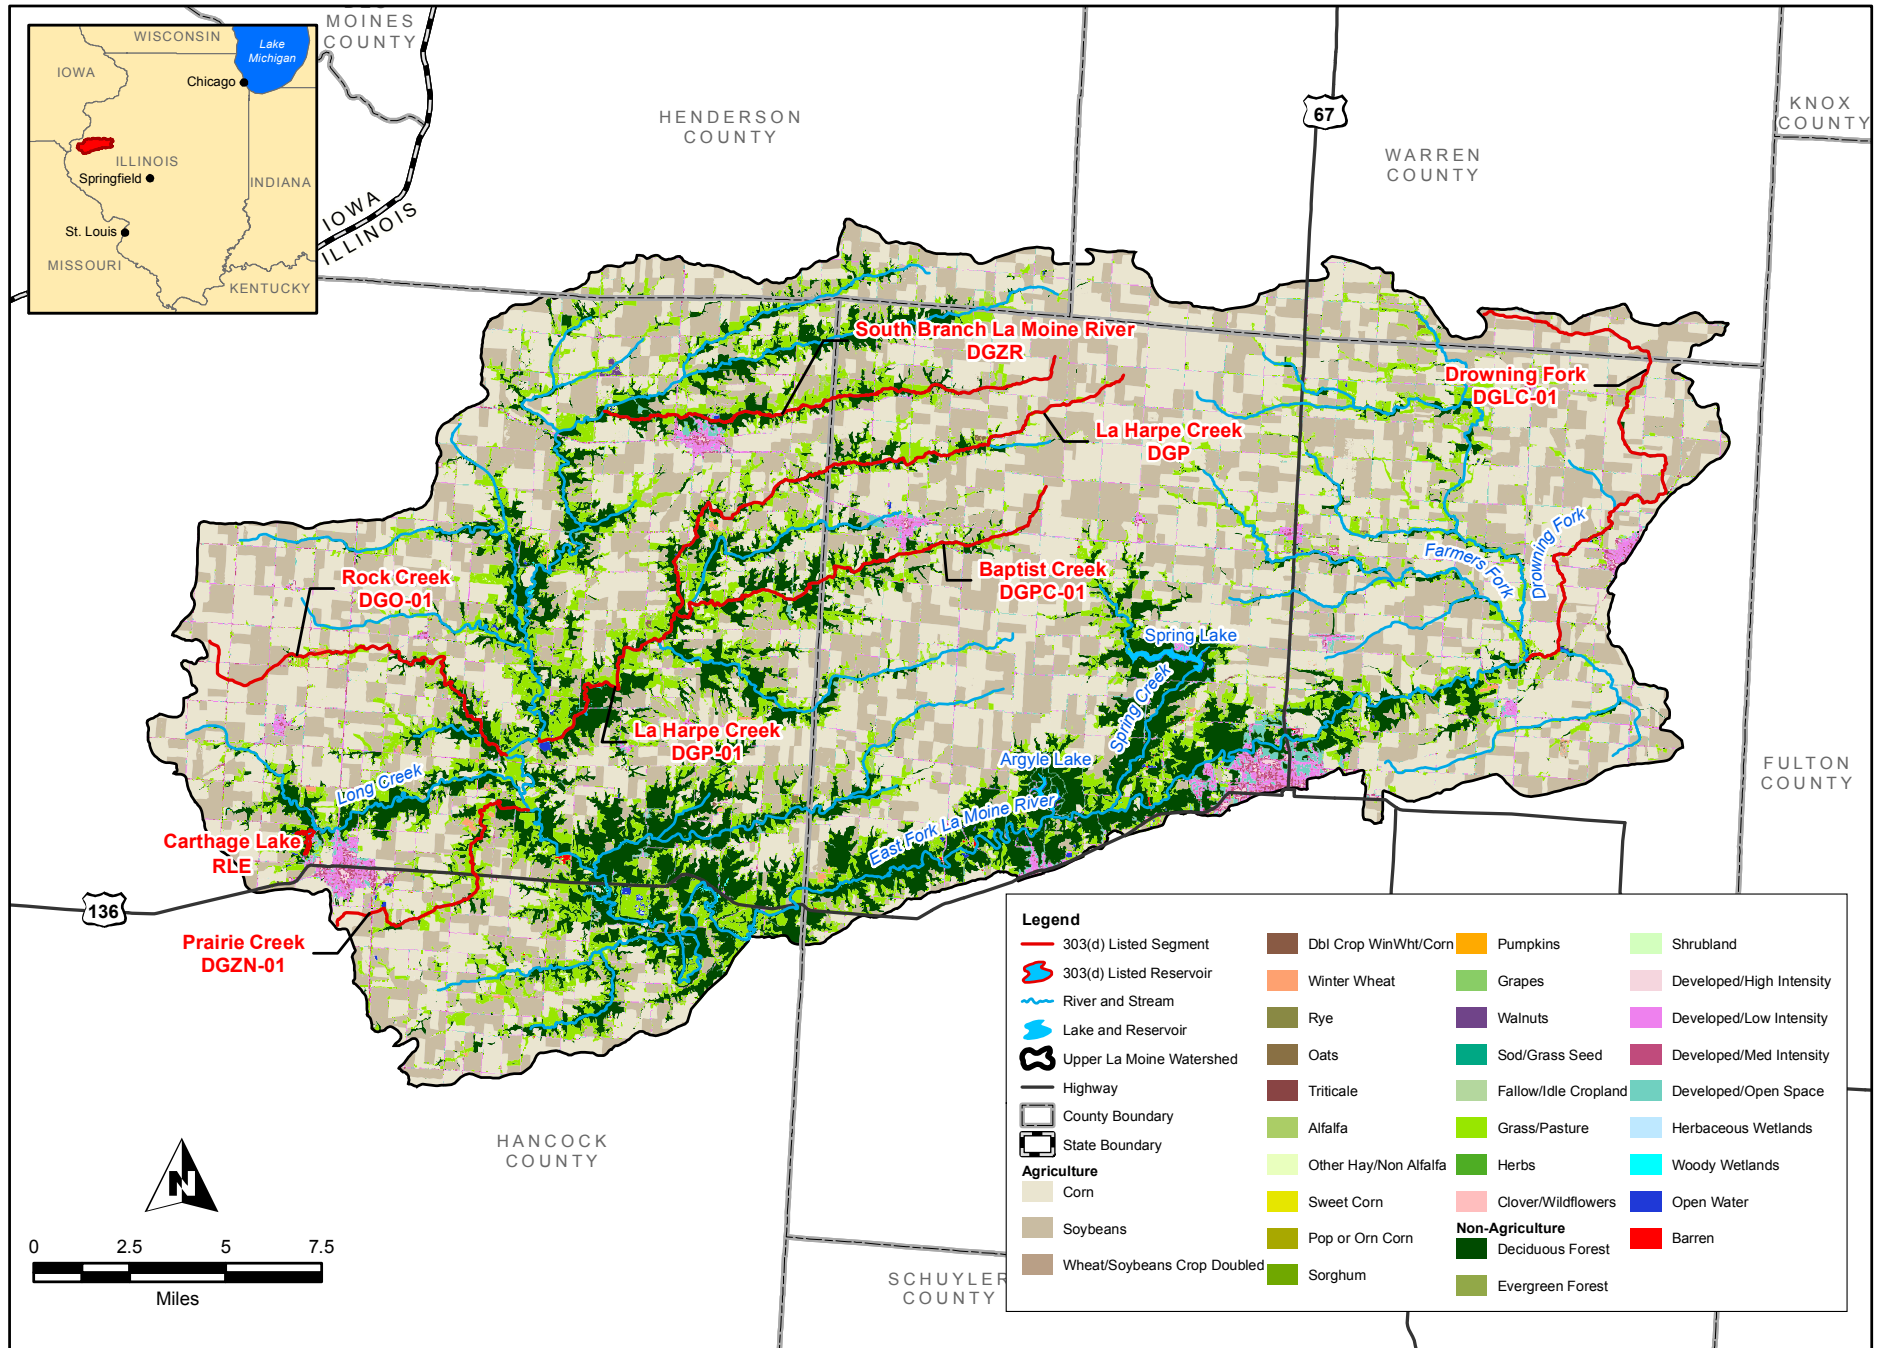 DES
MOINES
COUNTY
WISCONSIN
Lake
Michigan
IOWA
Chicago
ILLINOIS
Springfield
INDIANA
St. Louis
MISSOURI
KENTUCKY
IOWA
ILLINOIS
HENDERSON
COUNTY
67
WARREN
COUNTY
KNOX
COUNTY
South Branch La Moine River
DGZR
Drowning Fork
DGLC-01
La Harpe Creek
DGP
Rock Creek
DGO-01
Baptist Creek
DGPC-01
Farmers Fork
Drowning Fork
Spring Lake
Spring Creek
La Harpe Creek
DGP-01
Argyle Lake
Long Creek
East Fork La Moine River
Carthage Lake
RLE
FULTON
COUNTY
136
Prairie Creek
DGZN-01
HANCOCK
COUNTY
SCHUYLER
COUNTY
N
0 2.5 5 7.5
Miles
Legend
303(d) Listed Segment
303(d) Listed Reservoir
River and Stream
Lake and Reservoir
Upper La Moine Watershed
Highway
County Boundary
State Boundary
Agriculture
Corn
Soybeans
Wheat/Soybeans Crop Doubled
Dbl Crop WinWht/Corn
Winter Wheat
Rye
Oats
Triticale
Alfalfa
Other Hay/Non Alfalfa
Sweet Corn
Pop or Orn Corn
Sorghum
Pumpkins
Grapes
Walnuts
Sod/Grass Seed
Fallow/Idle Cropland
Grass/Pasture
Herbs
Clover/Wildflowers
Non-Agriculture
Deciduous Forest
Evergreen Forest
Shrubland
Developed/High Intensity
Developed/Low Intensity
Developed/Med Intensity
Developed/Open Space
Herbaceous Wetlands
Woody Wetlands
Open Water
Barren